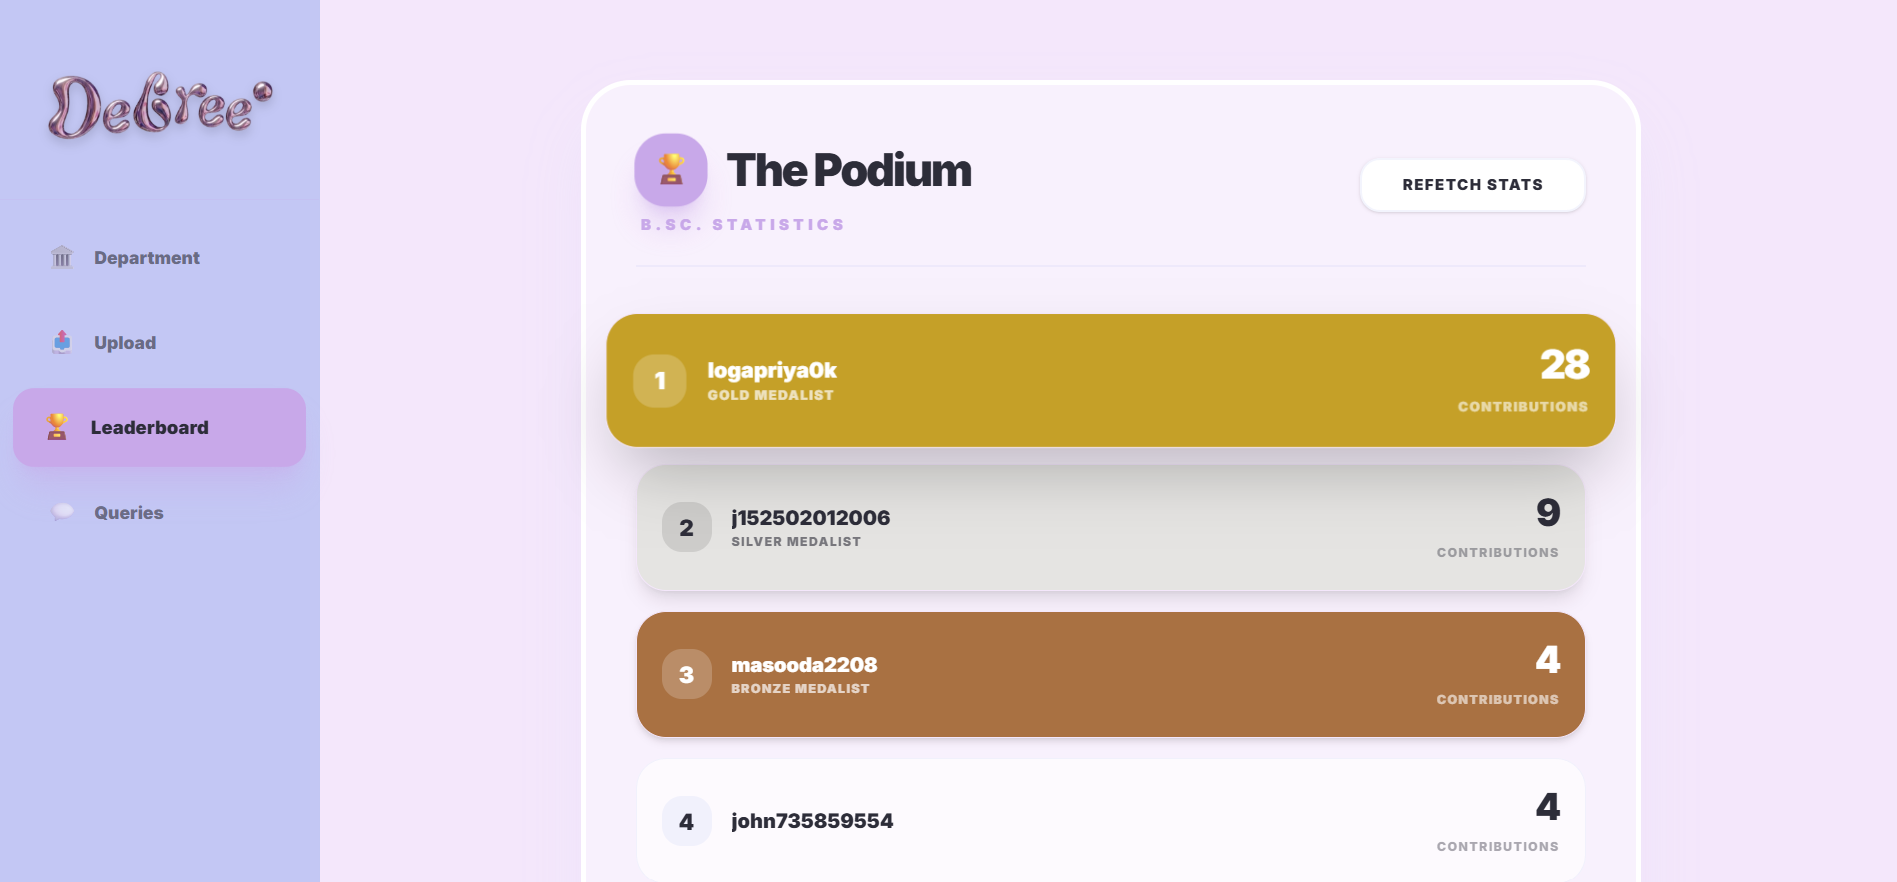 DeGree
Department
Upload
Leaderboard
Queries
The Podium
B.SC. STATISTICS
REFETCH STATS
1
logapriya0k
GOLD MEDALIST
28
CONTRIBUTIONS
2
j152502012006
SILVER MEDALIST
9
CONTRIBUTIONS
3
masooda2208
BRONZE MEDALIST
4
CONTRIBUTIONS
4
john735859554
4
CONTRIBUTIONS